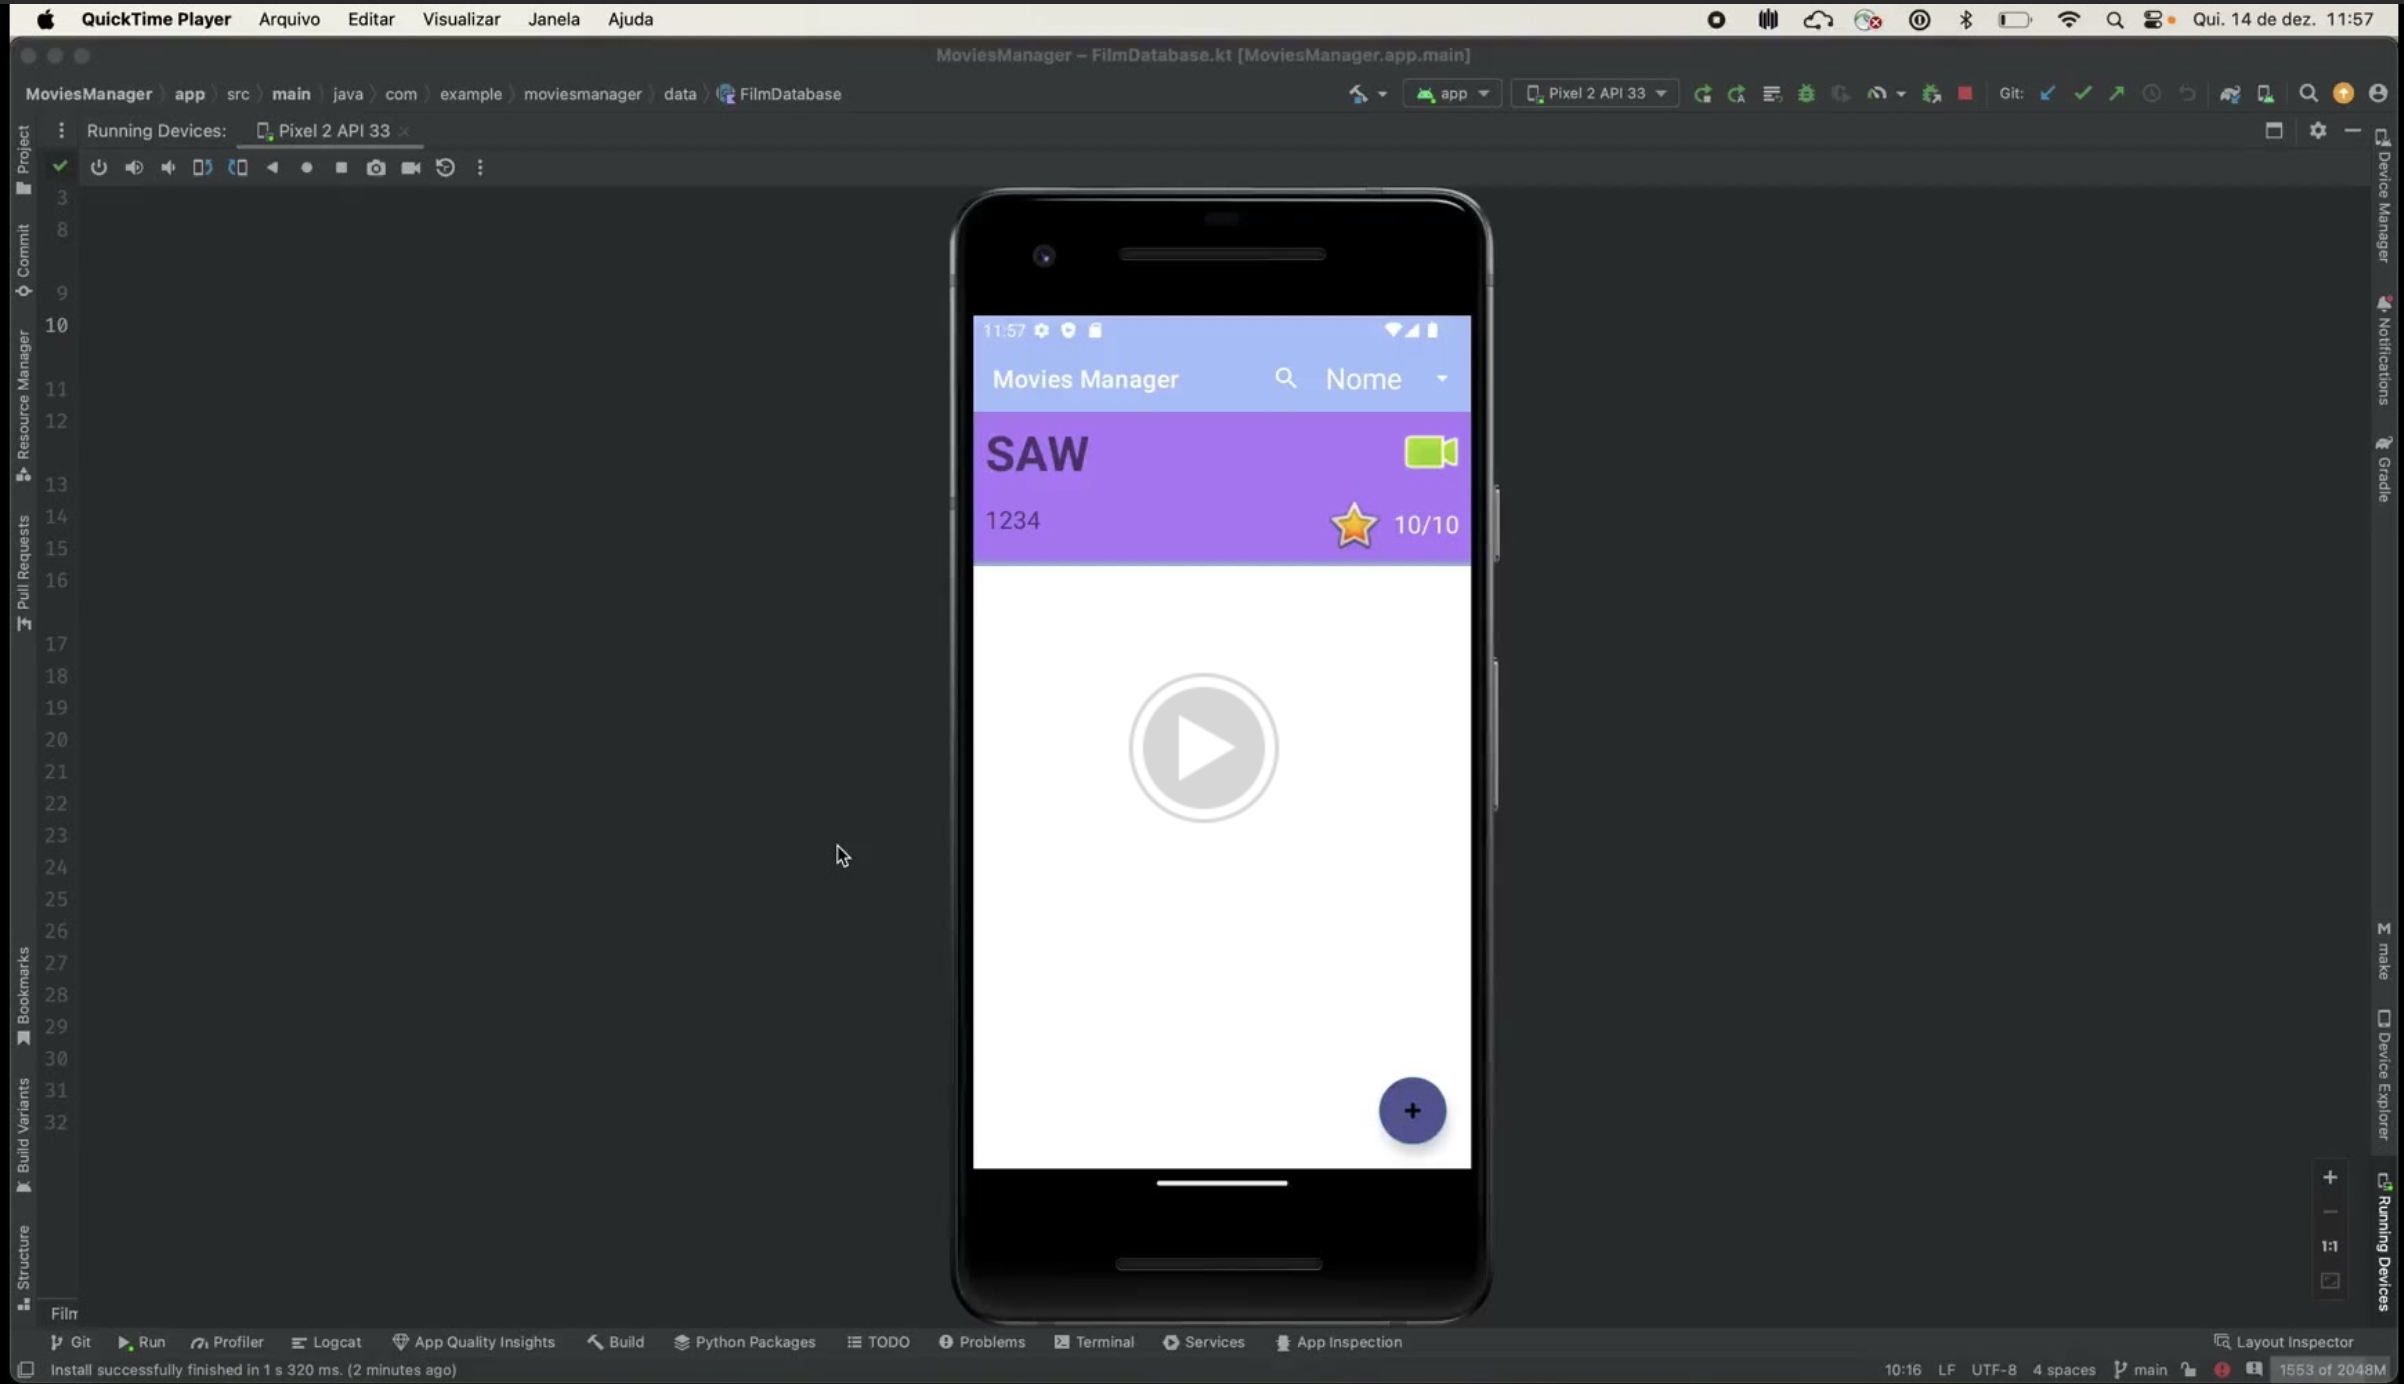 QuickTime Player Arquivo Editar Visualizar Janela Ajuda Qui. 14 de dez. 11:57
MoviesManager – FilmDatabase.kt [MoviesManager.app.main]
MoviesManager app src main java com example moviesmanager data FilmDatabase app Pixel 2 API 33 Git:
Running Devices: Pixel 2 API 33
Project
Commit
Resource Manager
Pull Requests
Bookmarks
Build Variants
Structure
3
8
9
10
11
12
13
14
15
16
17
18
19
20
21
22
23
24
25
26
27
28
29
30
31
32
11:57
Movies Manager Nome
SAW
1234 10/10
+
Device Manager
Notifications
Gradle
make
Device Explorer
Running Devices
1:1
Film
Git Run Profiler Logcat App Quality Insights Build Python Packages TODO Problems Terminal Services App Inspection Layout Inspector
Install successfully finished in 1 s 320 ms. (2 minutes ago) 10:16 LF UTF-8 4 spaces main 1553 of 2048M